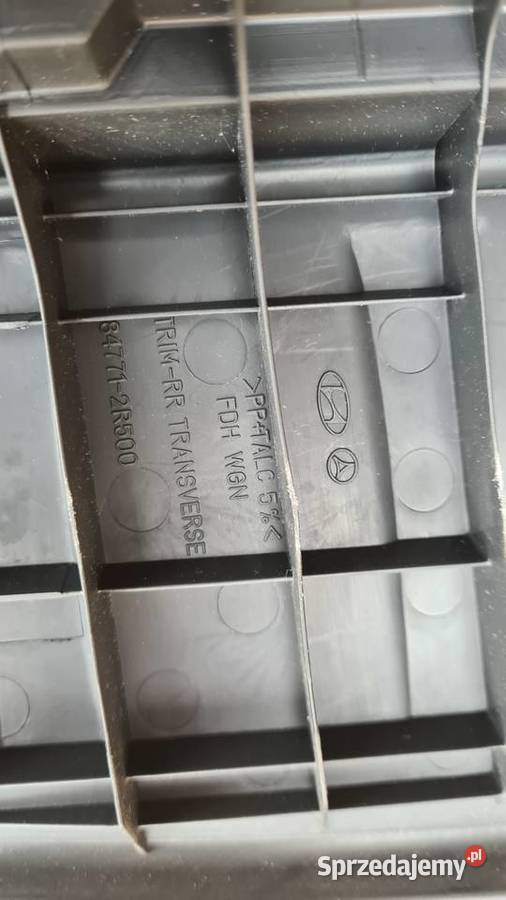 >PP+TALC 5%<
FDH WGN
TRIM-RR TRANSVERSE
84771-2R500
Sprzedajemy.pl